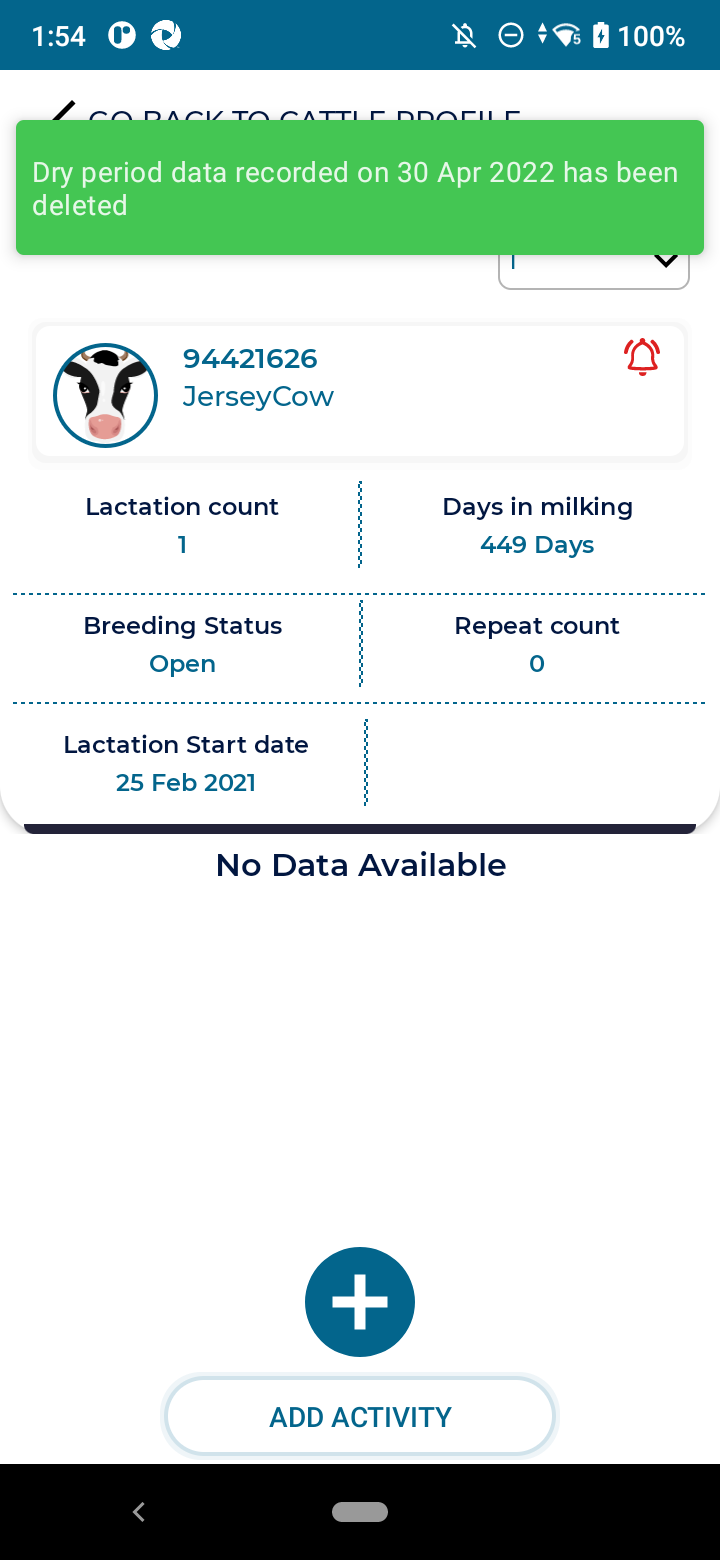 1:54
5
100%
GO BACK TO CATTLE PROFILE
Dry period data recorded on 30 Apr 2022 has been
deleted
94421626
JerseyCow
Lactation count
Days in milking
1
449 Days
Breeding Status
Repeat count
Open
0
Lactation Start date
25 Feb 2021
No Data Available
ADD ACTIVITY